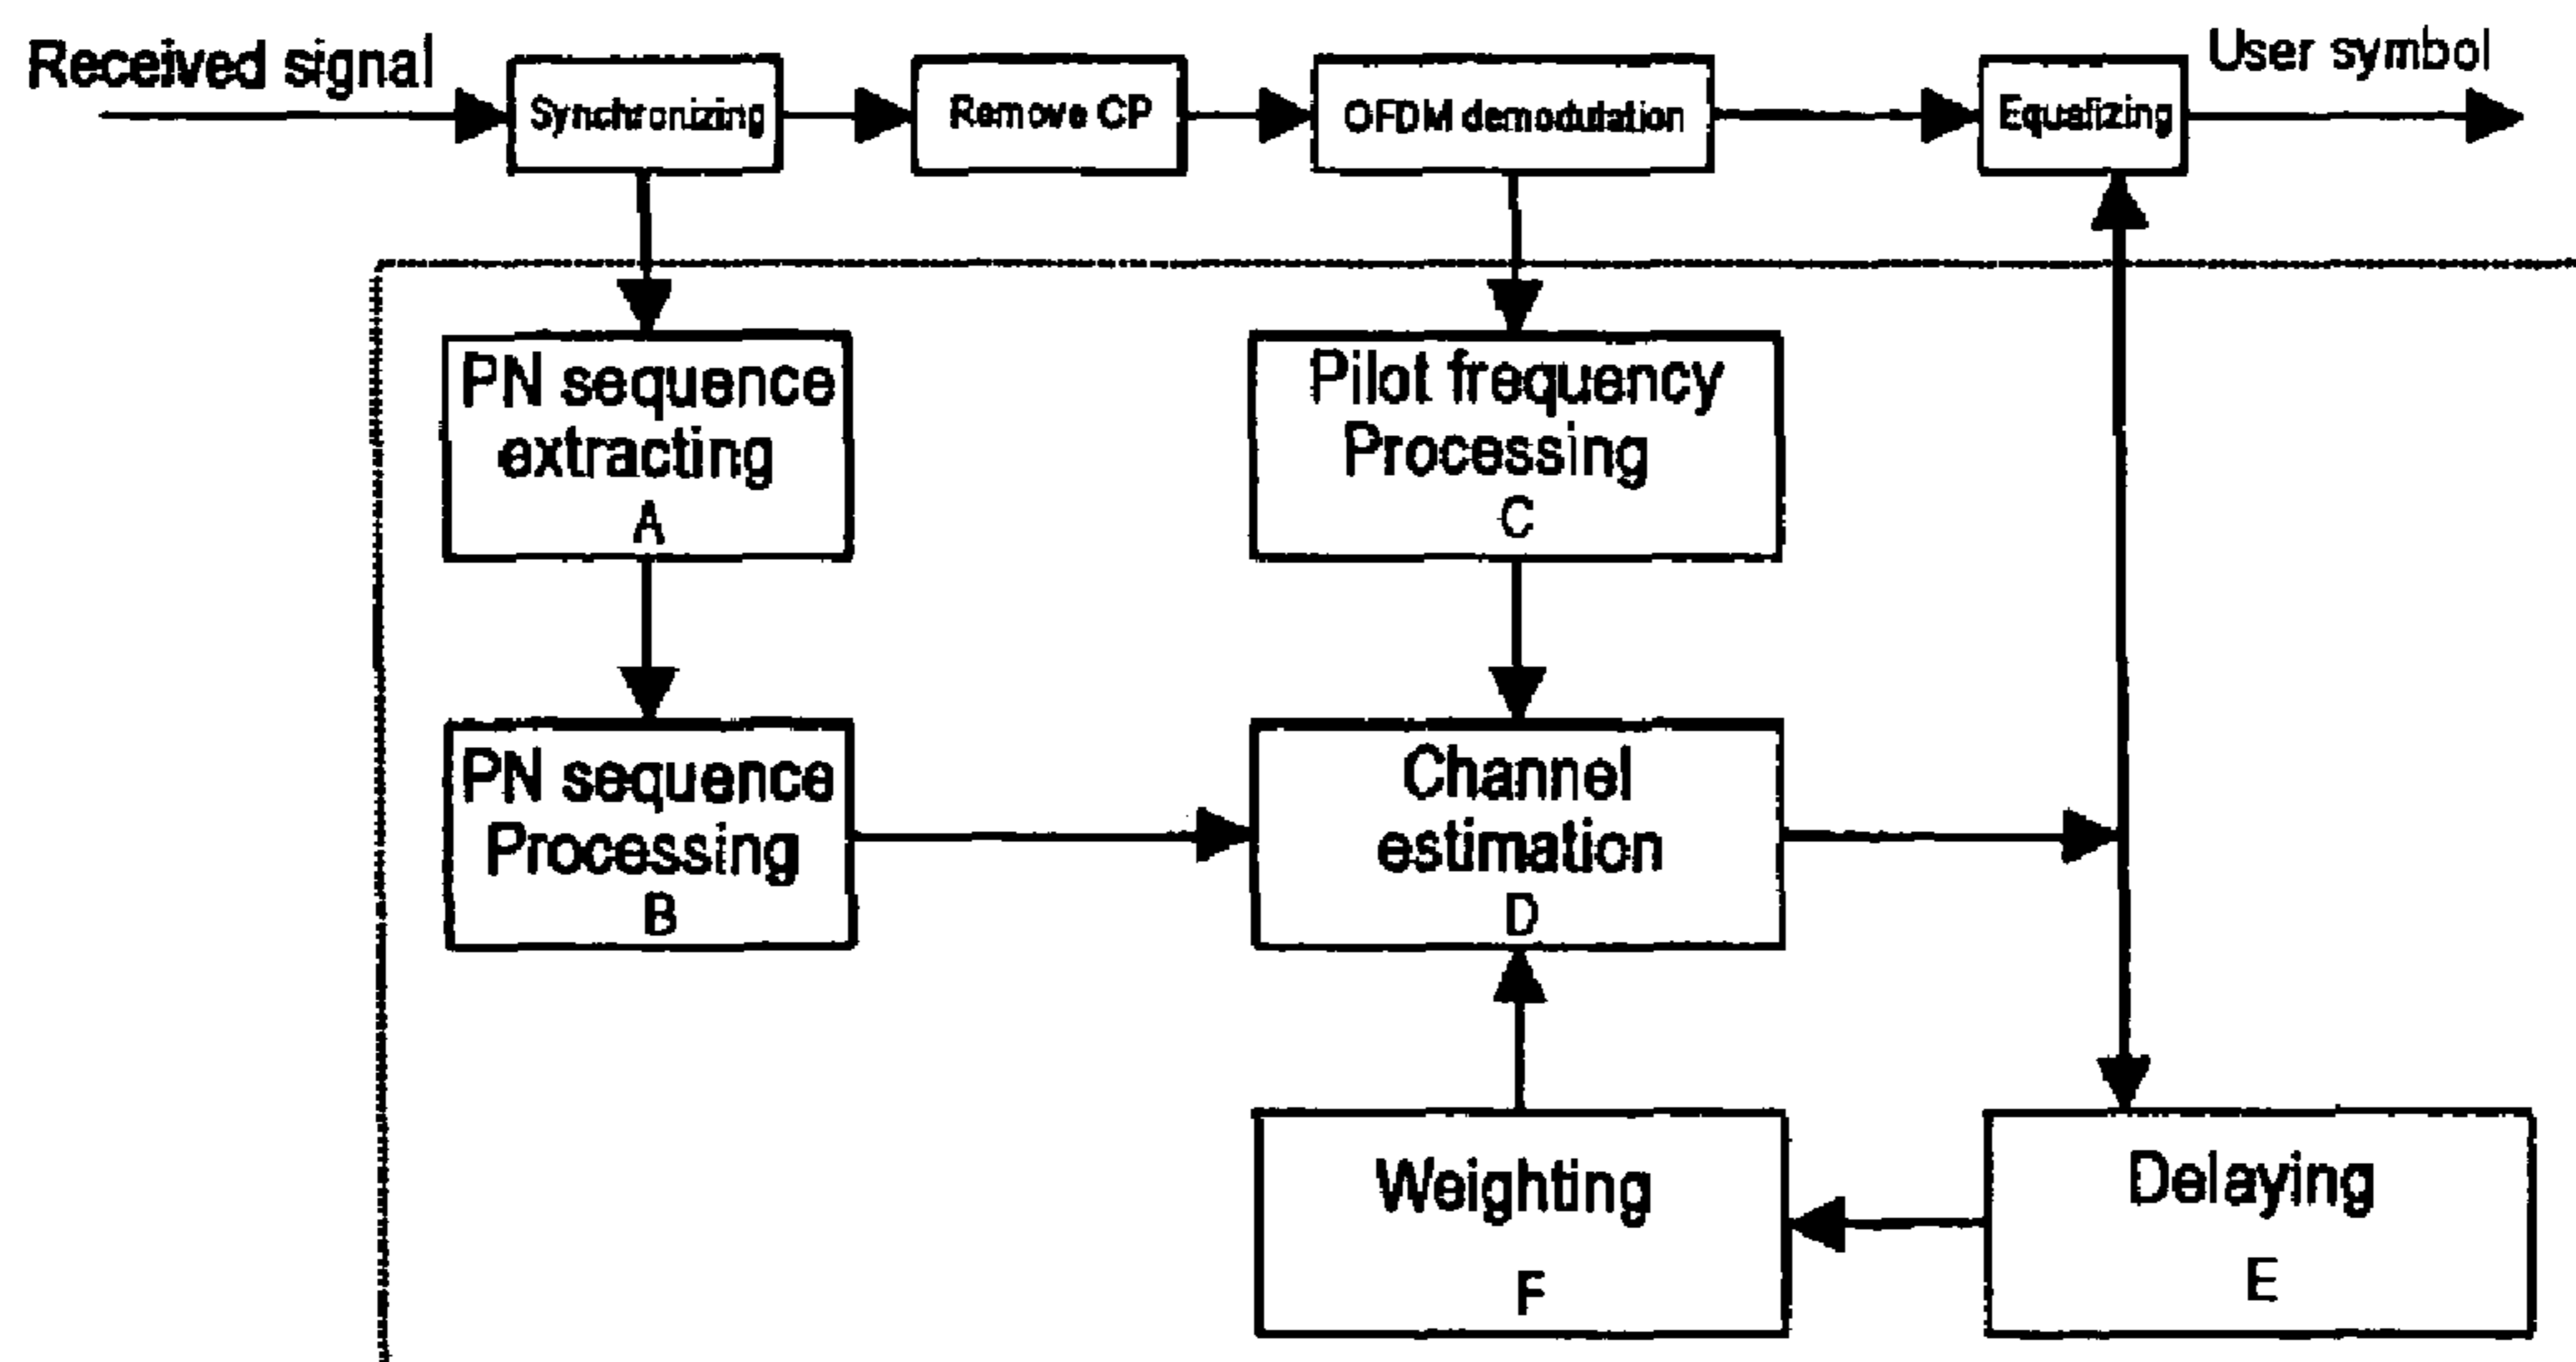 Received signal
Synchronizing
Remove CP
OFDM demodulation
Equalizing
User symbol
PN sequence
extracting
A
Pilot frequency
Processing
C
PN sequence
Processing
B
Channel
estimation
D
Weighting
F
Delaying
E